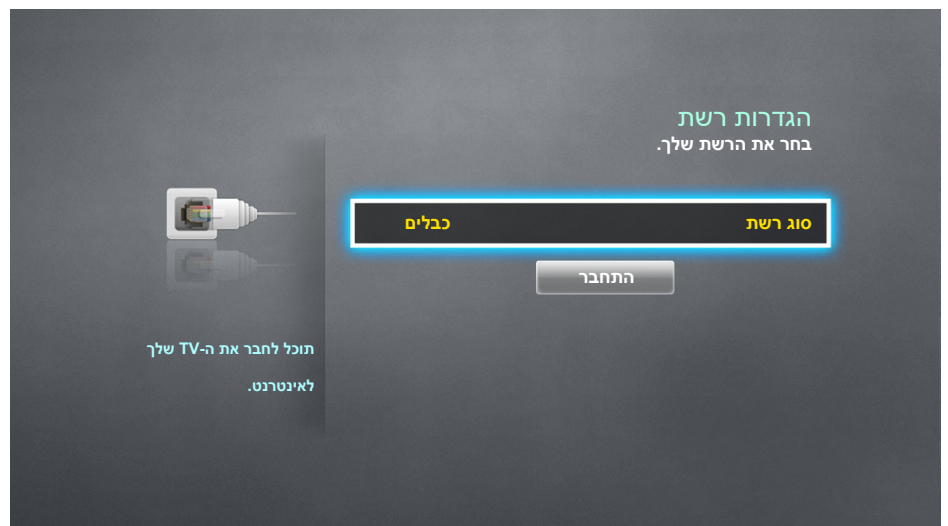 הגדרות רשת
בחר את הרשת שלך.
סוג רשת כבלים
התחבר
תוכל לחבר את ה-TV שלך
לאינטרנט.